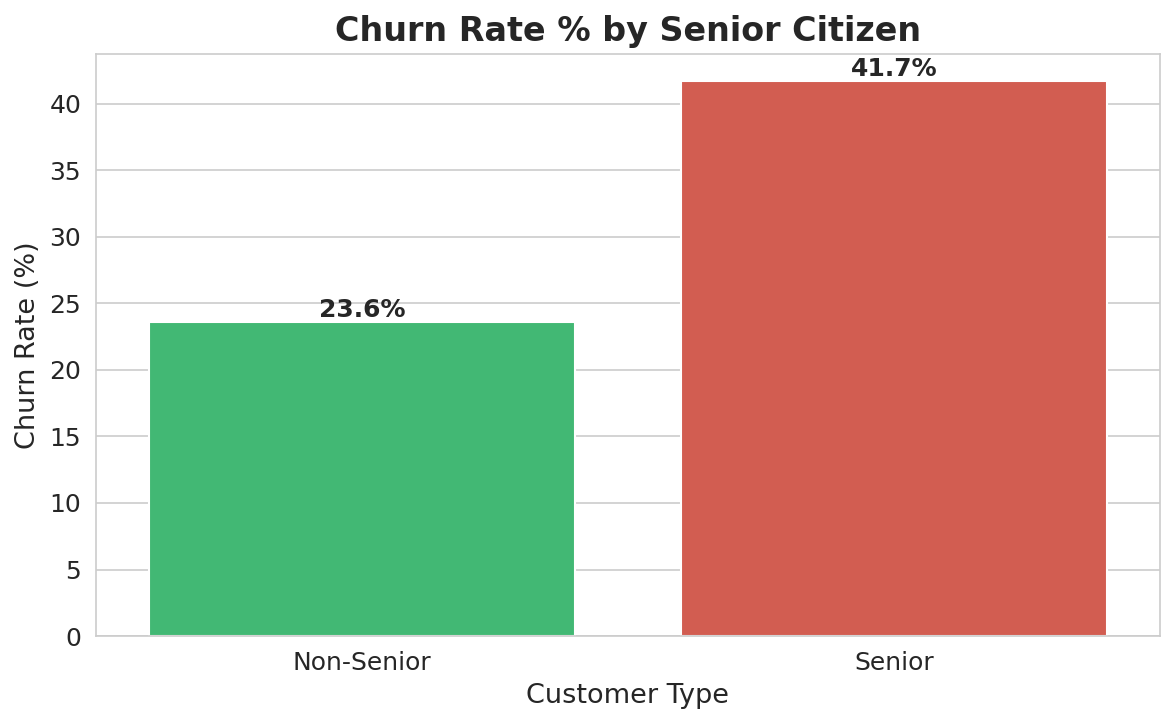 Churn Rate % by Senior Citizen
41.7%
40
35
30
25
23.6%
20
15
10
5
0
Churn Rate (%)
Non-Senior
Senior
Customer Type